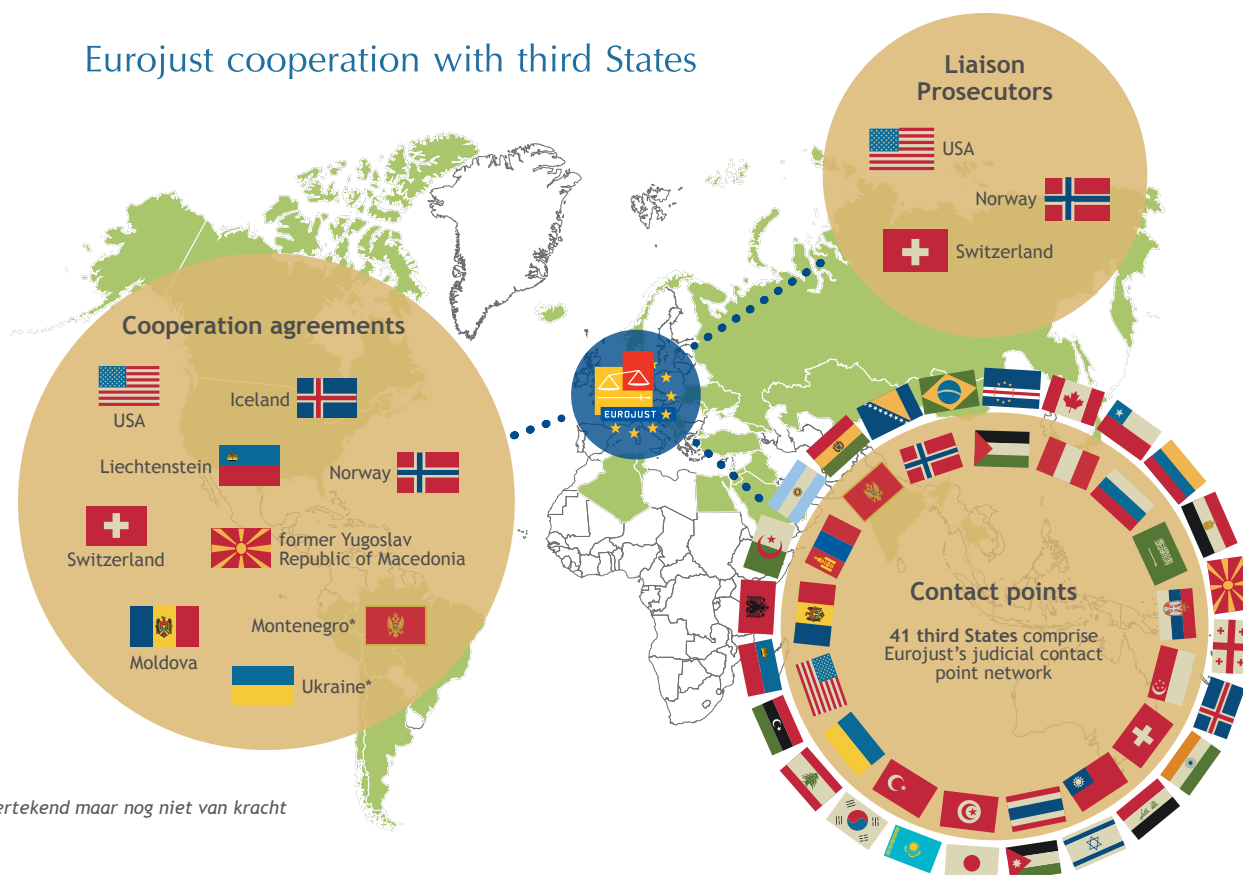 Eurojust cooperation with third States
Liaison
Prosecutors
USA
Norway
Switzerland
Cooperation agreements
USA
Iceland
Liechtenstein
Norway
Switzerland
former Yugoslav
Republic of Macedonia
Moldova
Montenegro*
Ukraine*
EUROJUST
Contact points
41 third States comprise
Eurojust's judicial contact
point network
ertekend maar nog niet van kracht